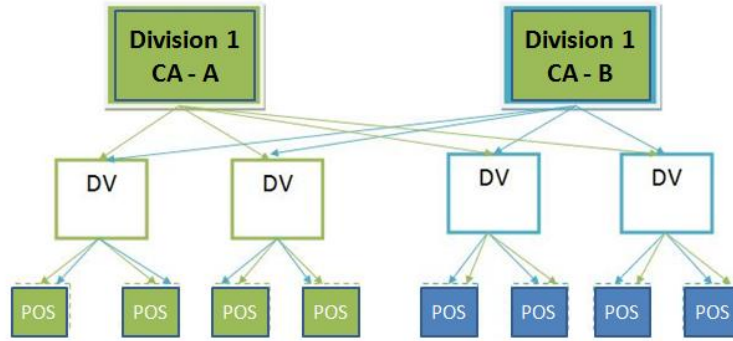 Division 1
CA - A
Division 1
CA - B
DV
DV
DV
DV
POS
POS
POS
POS
POS
POS
POS
POS